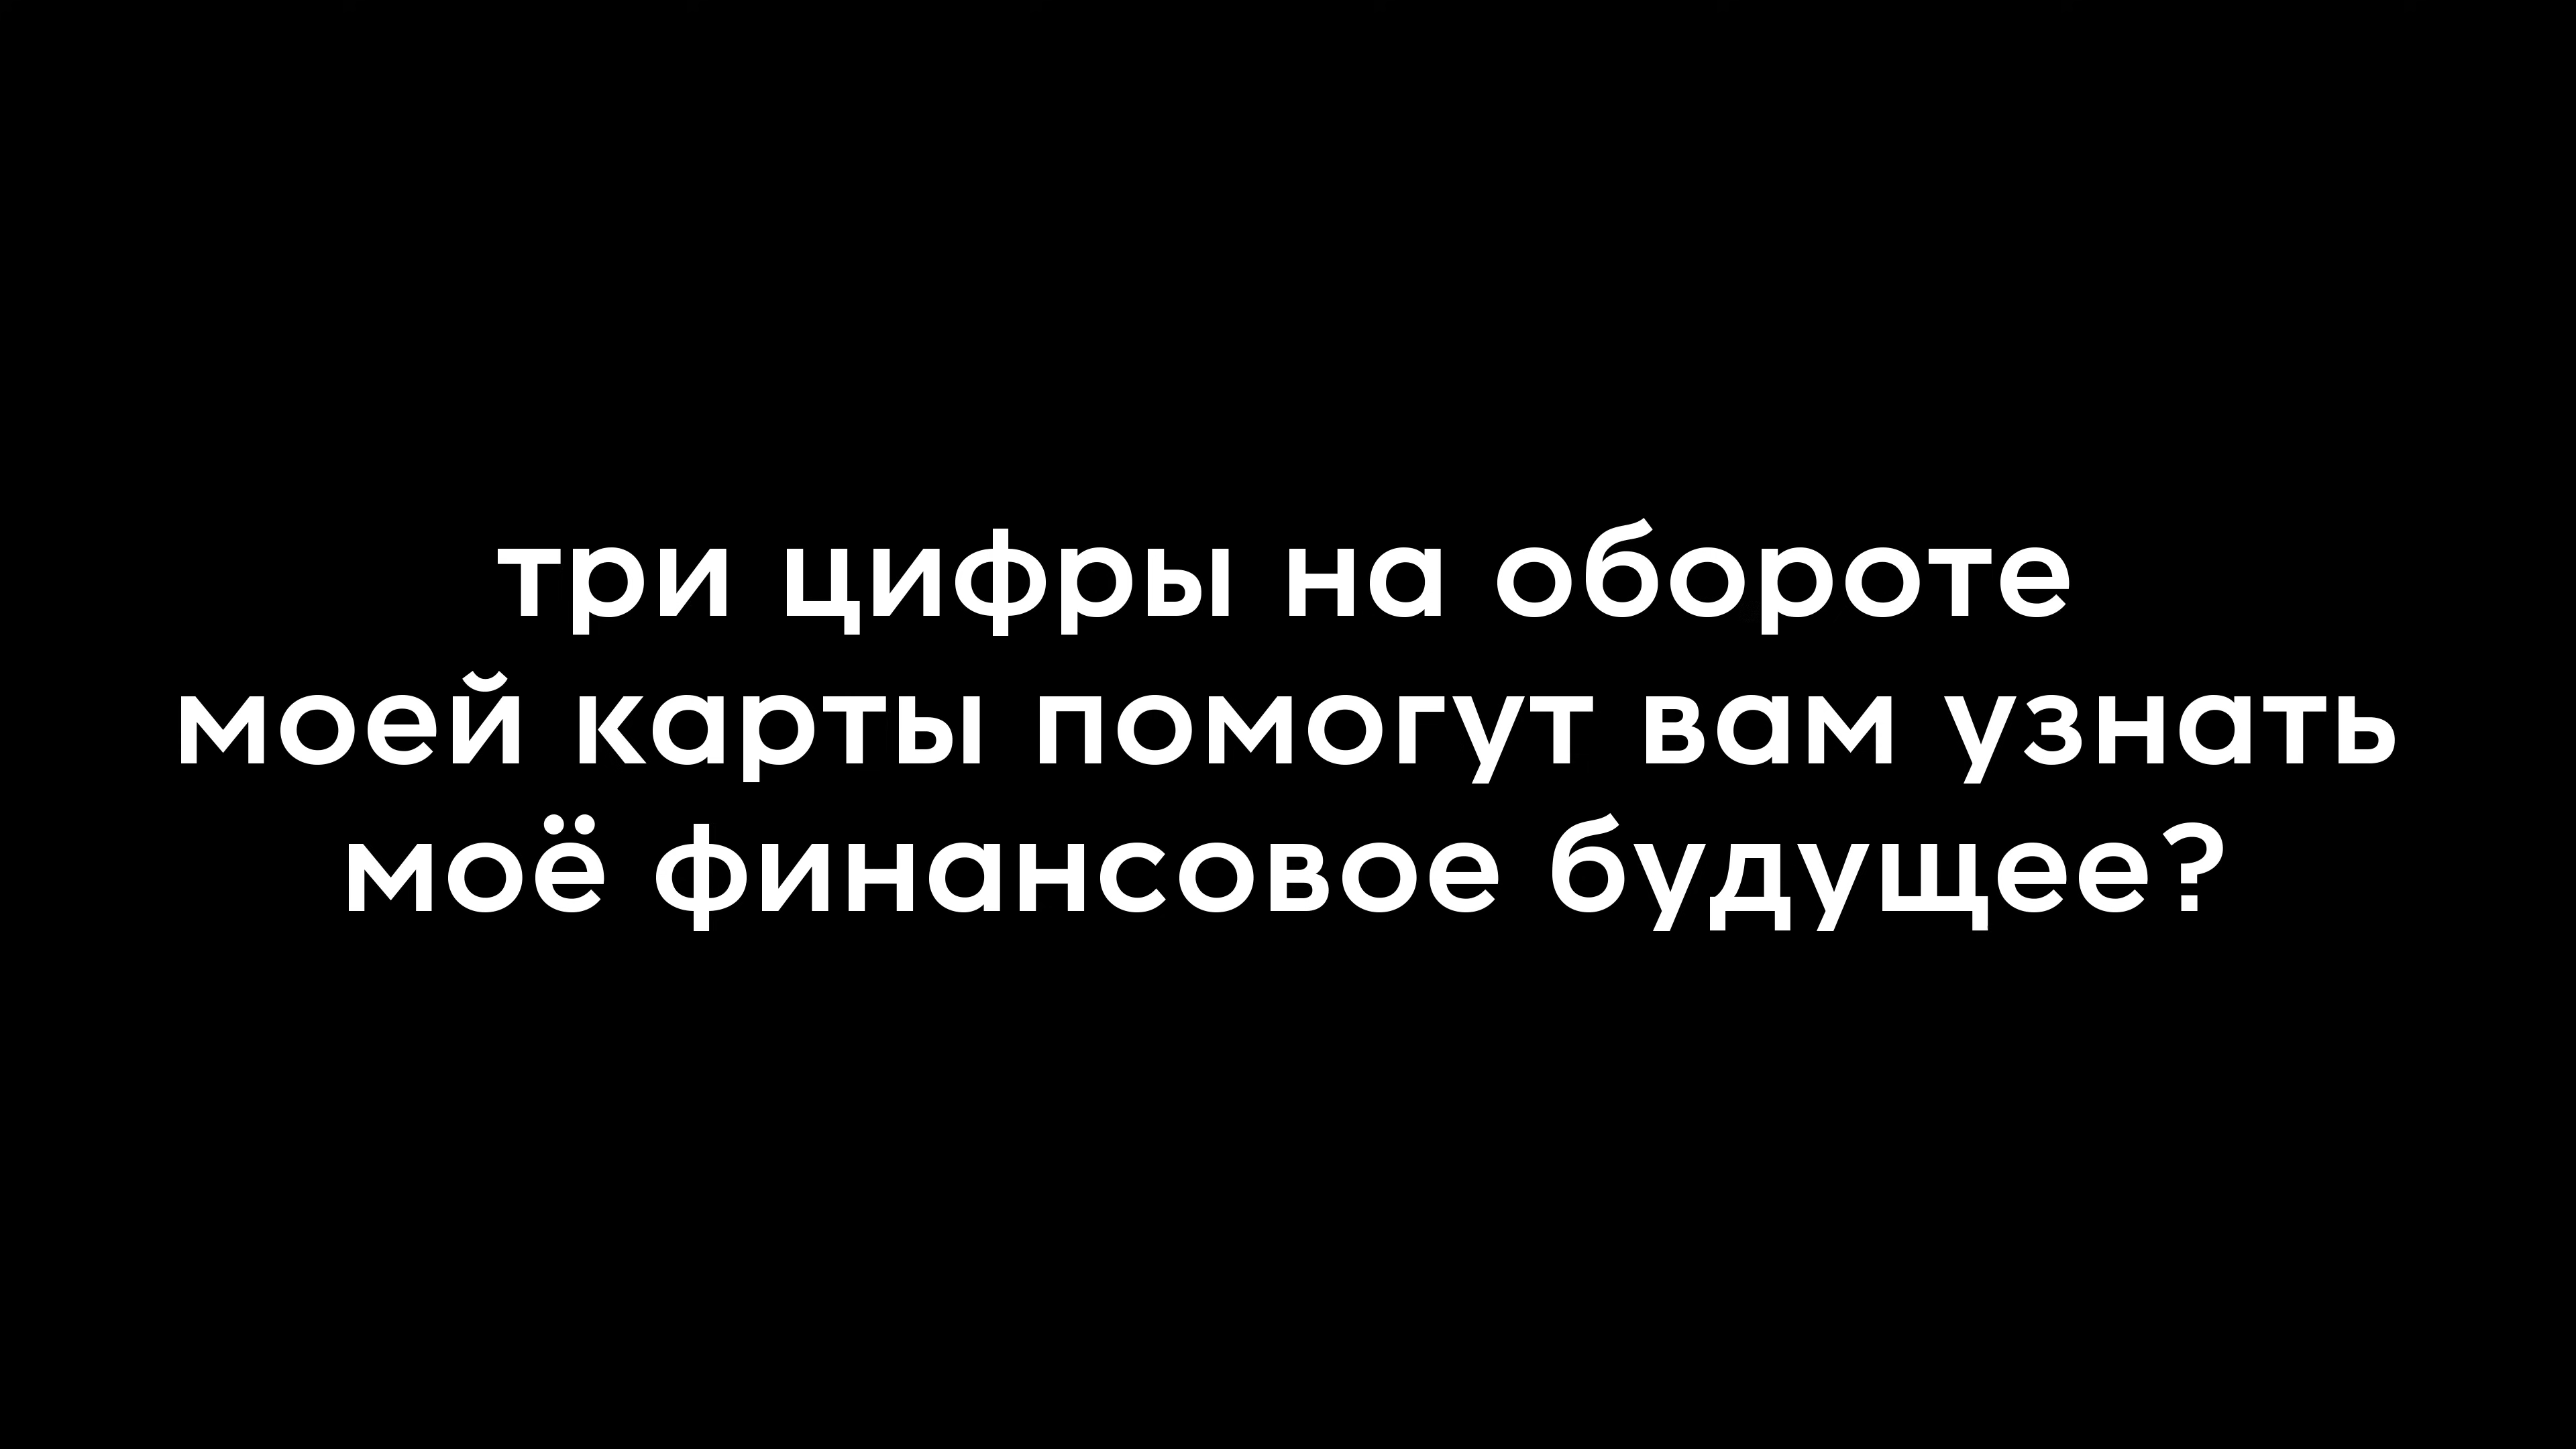 три цифры на обороте
моей карты помогут вам узнать
моё финансовое будущее?